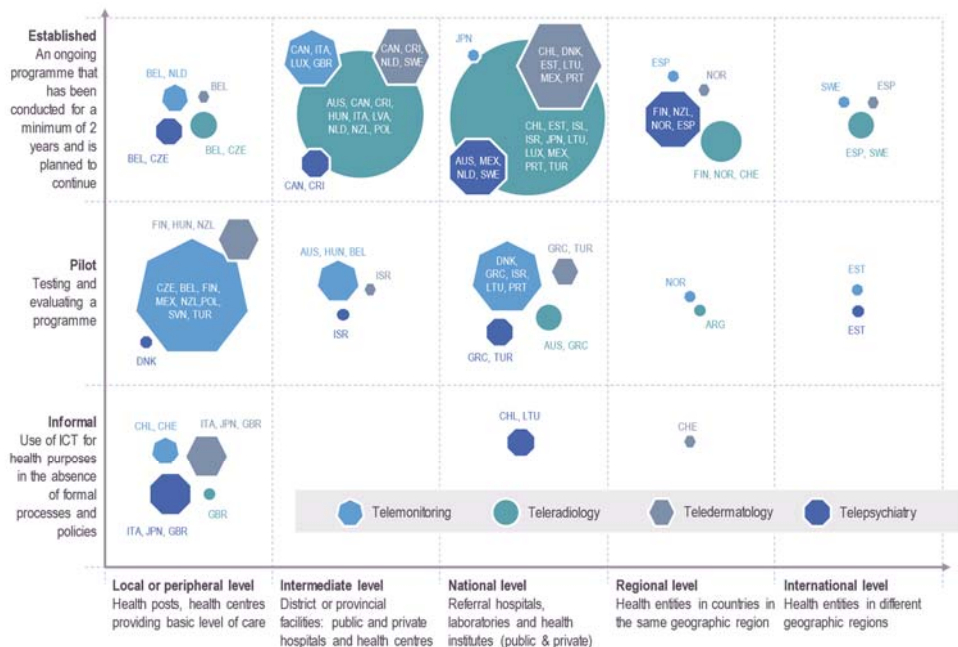 Established
An ongoing
programme that
has been
conducted for a
minimum of 2
years and is
planned to
continue
BEL, NLD
BEL
BEL, CZE
BEL, CZE
CAN, ITA,
LUX, GBR
CAN, CRI,
NLD, SWE
AUS, CAN, CRI,
HUN, ITA, LVA,
NLD, NZL, POL
CAN, CRI
JPN
CHL, DNK,
EST, LTU,
MEX, PRT
CHL, EST, ISL,
ISR, JPN, LTU,
LUX, MEX,
PRT, TUR
AUS, MEX,
NLD, SWE
ESP
NOR
FIN, NZL,
NOR, ESP
FIN, NOR, CHE
SWE
ESP
ESP, SWE
Pilot
Testing and
evaluating a
programme
FIN, HUN, NZL
CZE, BEL, FIN,
MEX, NZL,POL,
SVN, TUR
DNK
AUS, HUN, BEL
ISR
ISR
DNK,
GRC, ISR,
LTU, PRT
GRC, TUR
GRC, TUR
AUS, GRC
NOR
ARG
EST
EST
Informal
Use of ICT for
health purposes
in the absence
of formal
processes and
policies
CHL, CHE
ITA, JPN, GBR
GBR
ITA, JPN, GBR
CHL, LTU
CHE
Telemonitoring
Teleradiology
Teledermatology
Telepsychiatry
Local or peripheral level
Health posts, health centres
providing basic level of care
Intermediate level
District or provincial
facilities: public and private
hospitals and health centres
National level
Referral hospitals,
laboratories and health
institutes (public & private)
Regional level
Health entities in countries in
the same geographic region
International level
Health entities in different
geographic regions